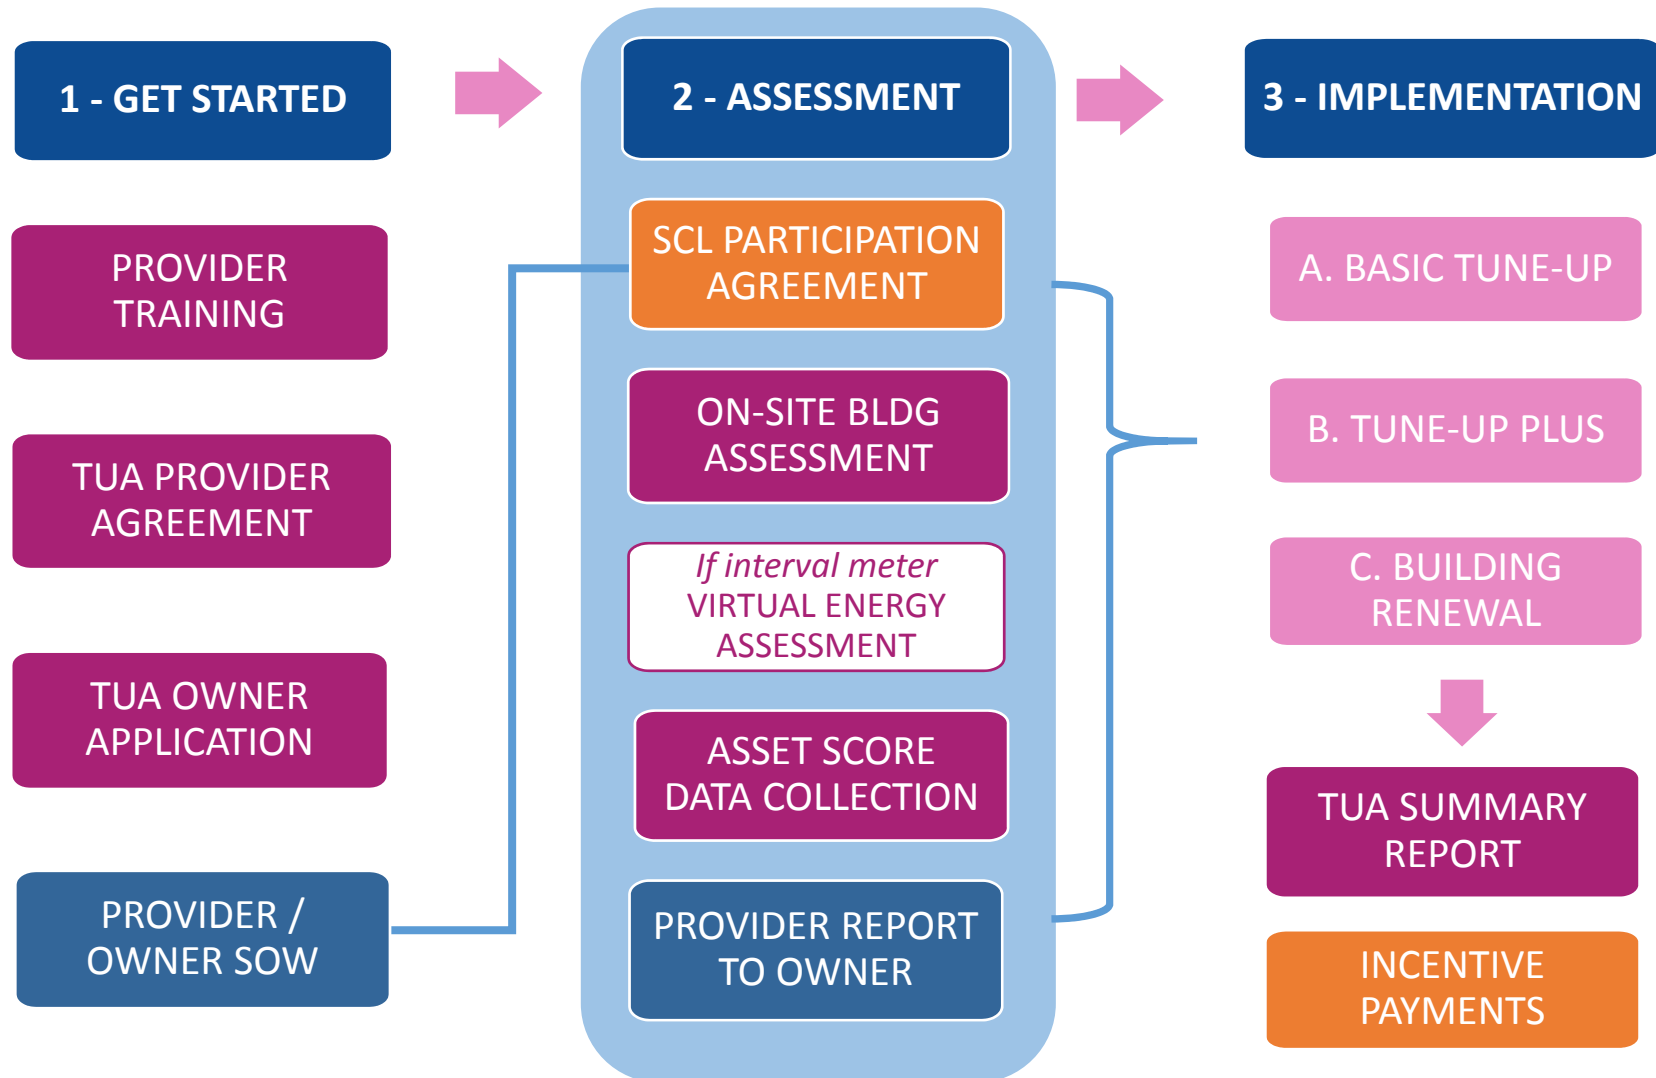 1 - GET STARTED
PROVIDER
TRAINING
TUA PROVIDER
AGREEMENT
TUA OWNER
APPLICATION
PROVIDER /
OWNER SOW
2 - ASSESSMENT
SCL PARTICIPATION
AGREEMENT
ON-SITE BLDG
ASSESSMENT
If interval meter
VIRTUAL ENERGY
ASSESSMENT
ASSET SCORE
DATA COLLECTION
PROVIDER REPORT
TO OWNER
3 - IMPLEMENTATION
A. BASIC TUNE-UP
B. TUNE-UP PLUS
C. BUILDING
RENEWAL
TUA SUMMARY
REPORT
INCENTIVE
PAYMENTS